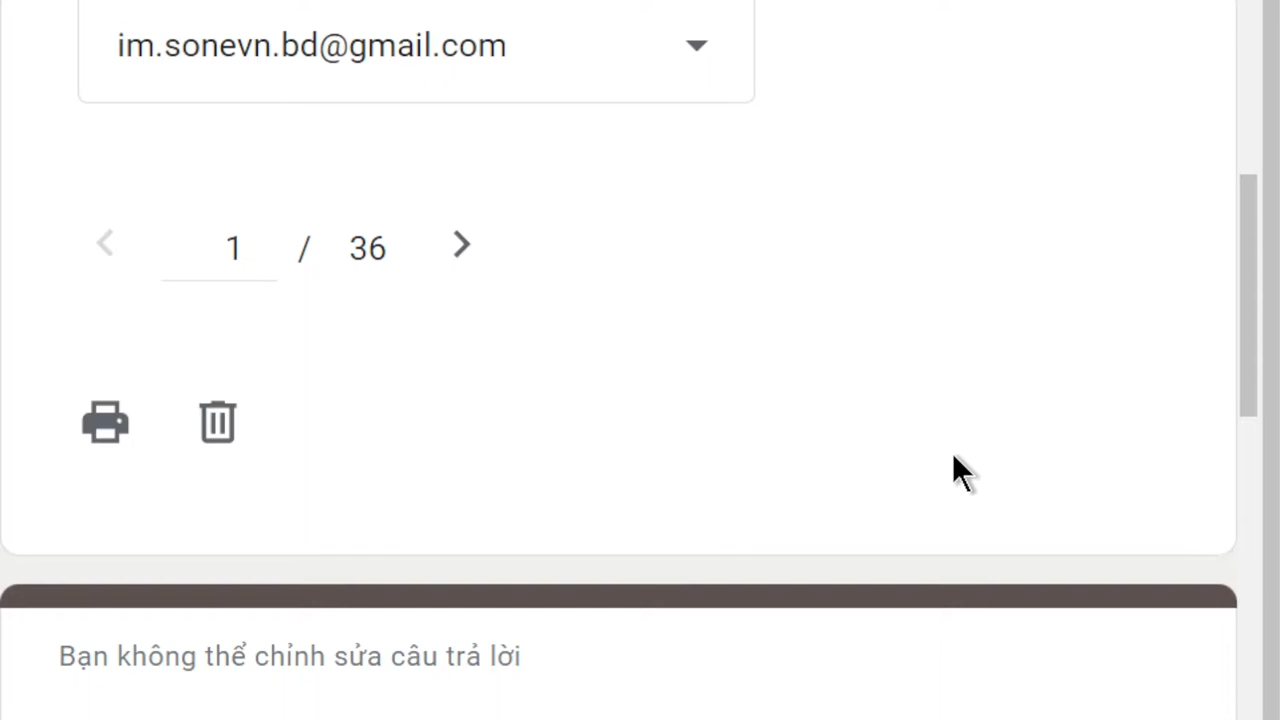 im.sonevn.bd@gmail.com
1 / 36
Bạn không thể chỉnh sửa câu trả lời